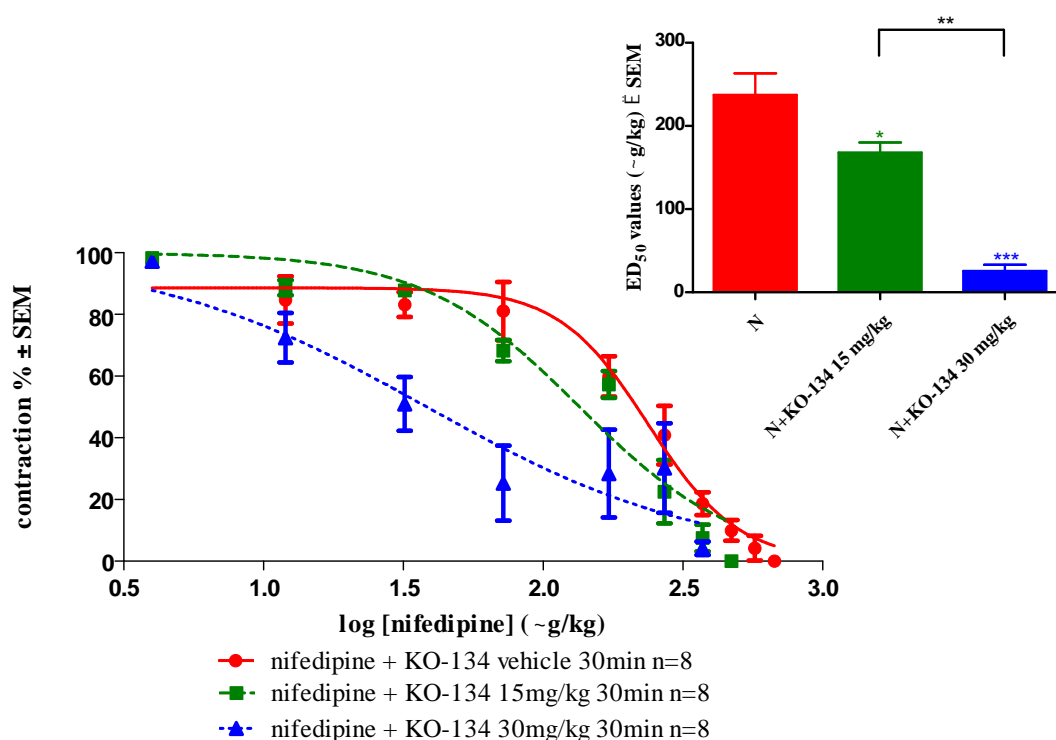 **
300
200
100
0
ED50 values (~g/kg) Ë SEM
*
***
N
N+KO-134 15 mg/kg
N+KO-134 30 mg/kg
100
80
60
40
20
0
contraction % ± SEM
0.5 1.0 1.5 2.0 2.5 3.0
log [nifedipine] (~g/kg)
nifedipine + KO-134 vehicle 30min n=8
nifedipine + KO-134 15mg/kg 30min n=8
nifedipine + KO-134 30mg/kg 30min n=8